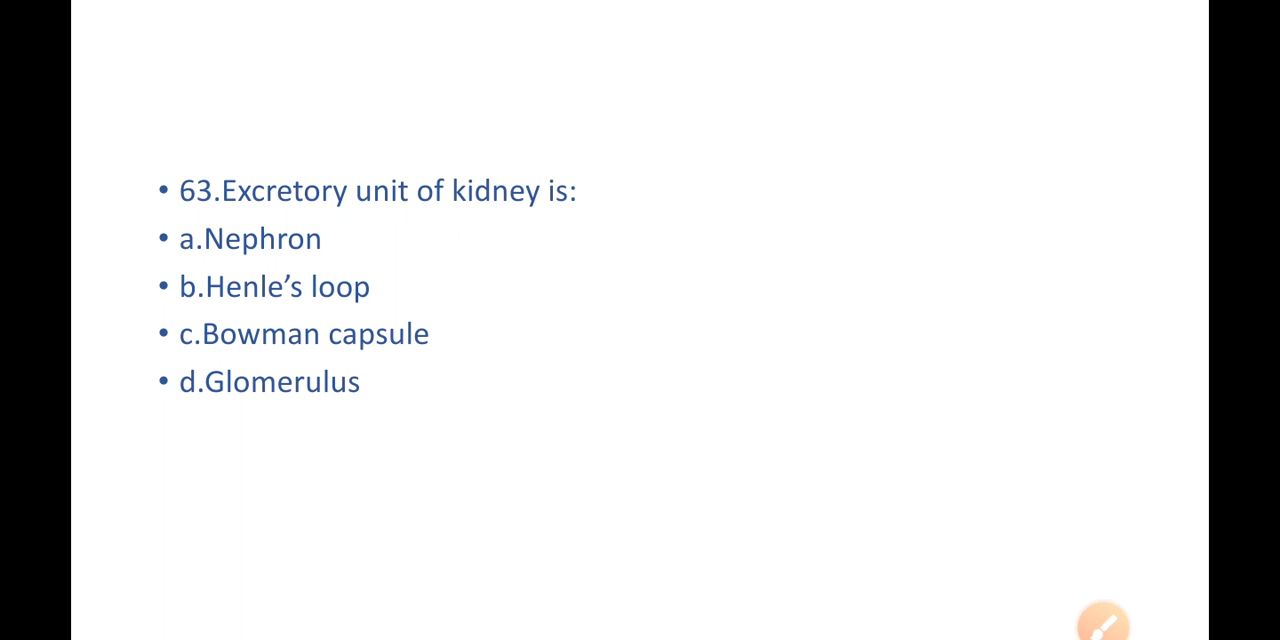 • 63.Excretory unit of kidney is:
• a.Nephron
• b.Henle’s loop
• c.Bowman capsule
• d.Glomerulus